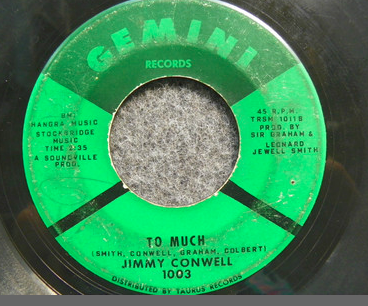 GEMINI
RECORDS
BMI
HANGRA MUSIC
STOCKBRIDGE
MUSIC
TIME 2:35
A SOUNDVILLE
PROD.
45 R.P.M.
TRSM 1011B
PROD. BY
SIR GRAHAM &
LEONARD
JEWELL SMITH
TO MUCH
(SMITH, CONWELL, GRAHAM, COLBERT)
JIMMY CONWELL
1003
DISTRIBUTED BY TAURUS RECORDS